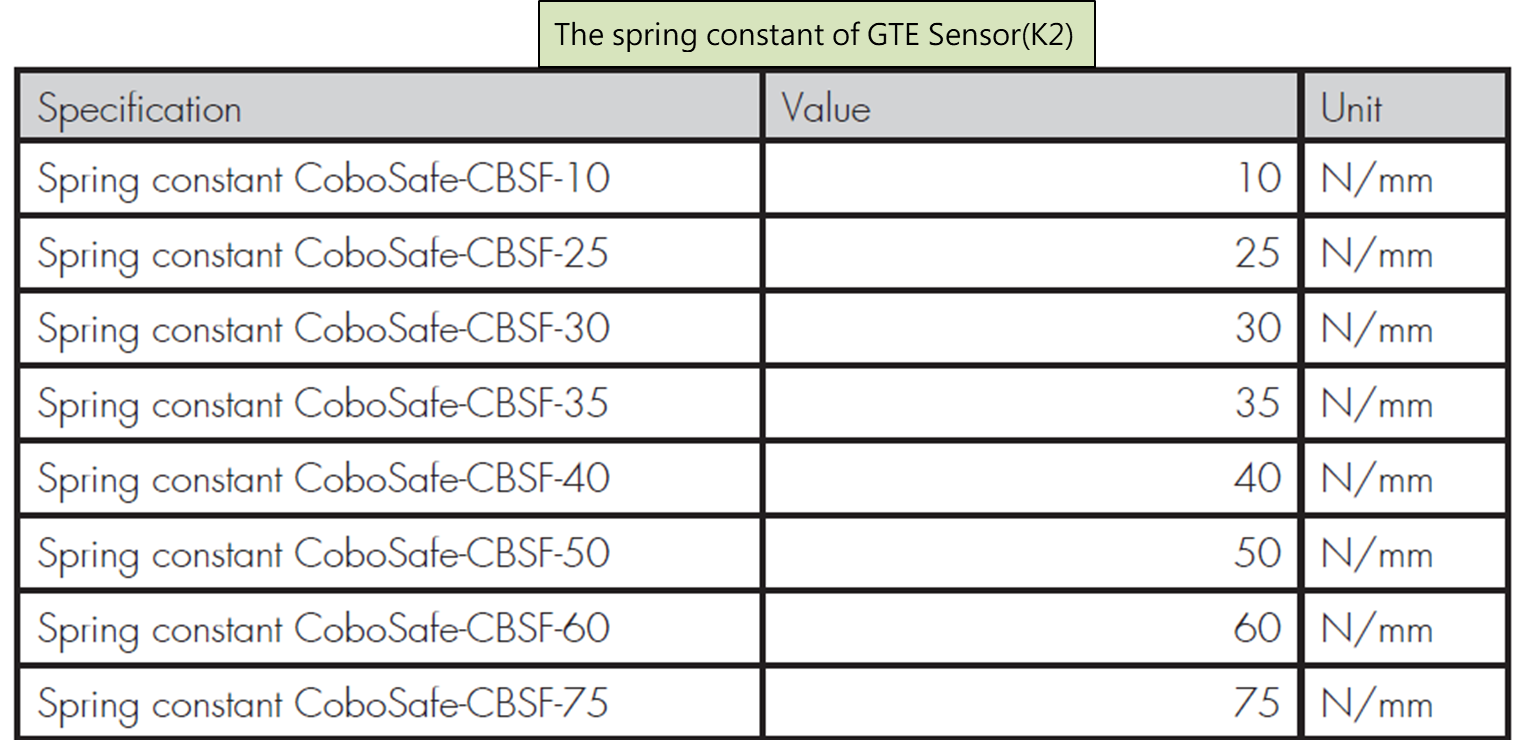 The spring constant of GTE Sensor(K2)
Specification Value Unit
Spring constant CoboSafe-CBSF-10 10 N/mm
Spring constant CoboSafe-CBSF-25 25 N/mm
Spring constant CoboSafe-CBSF-30 30 N/mm
Spring constant CoboSafe-CBSF-35 35 N/mm
Spring constant CoboSafe-CBSF-40 40 N/mm
Spring constant CoboSafe-CBSF-50 50 N/mm
Spring constant CoboSafe-CBSF-60 60 N/mm
Spring constant CoboSafe-CBSF-75 75 N/mm